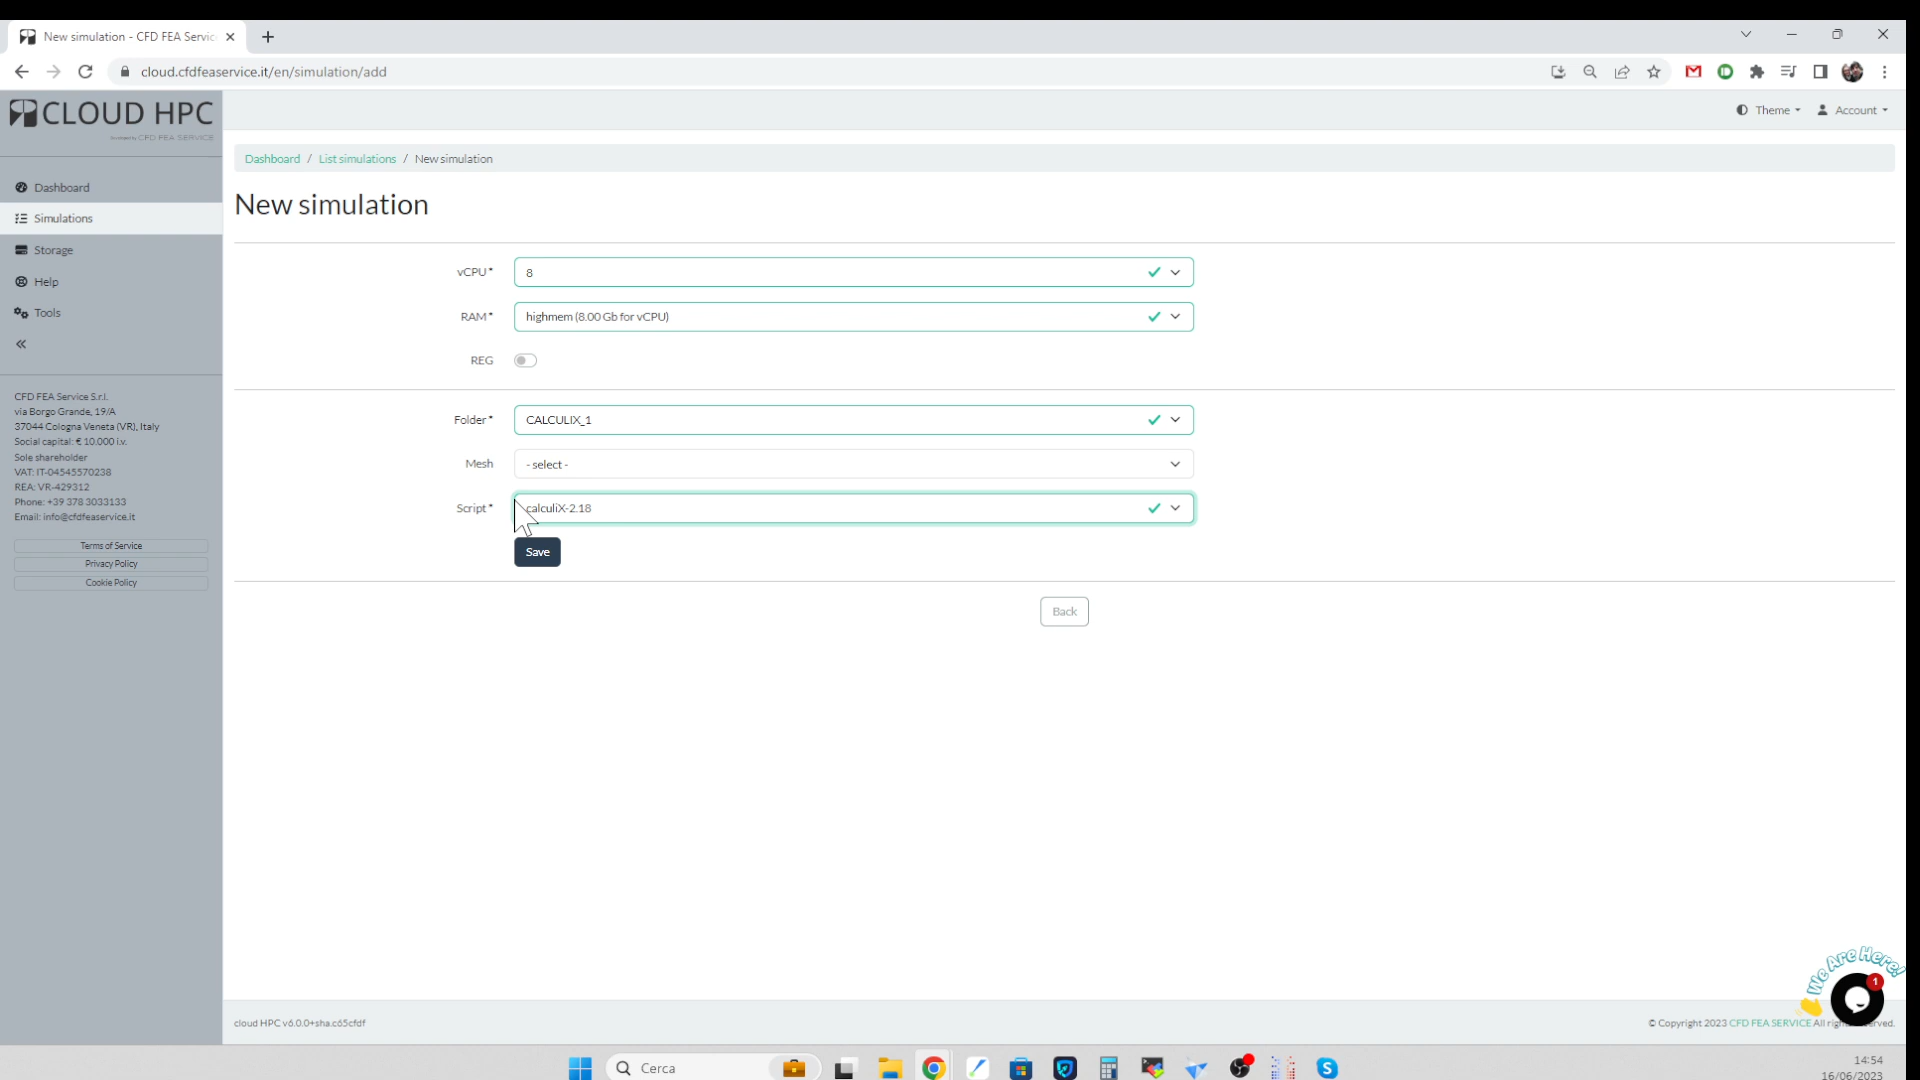 New simulation - CFD FEA Servic
cloud.cfdfeaservice.it/en/simulation/add
CLOUD HPC
CFD FEA SERVICE
Theme
Account
Dashboard / List simulations / New simulation
Dashboard
Simulations
Storage
Help
Tools
CFD FEA Service S.r.l.
via Borgo Grande, 19/A
37044 Cologna Veneta (VR), Italy
Social capital: € 10.000 i.v.
Sole shareholder
VAT: IT-04545570238
REA: VR-429312
Phone: +39 378 3033133
Email: info@cfdfeaservice.it
Terms of Service
Privacy Policy
Cookie Policy
New simulation
vCPU* 8
RAM* highmem (8.00 Gb for vCPU)
REG
Folder* CALCULIX_1
Mesh - select -
Script* calculiX-2.18
Save
Back
We Are Here!
1
cloud HPC v6.0.0+sha.c65cfdf
© Copyright 2023 CFD FEA SERVICE All
Cerca
14:54
16/06/2023